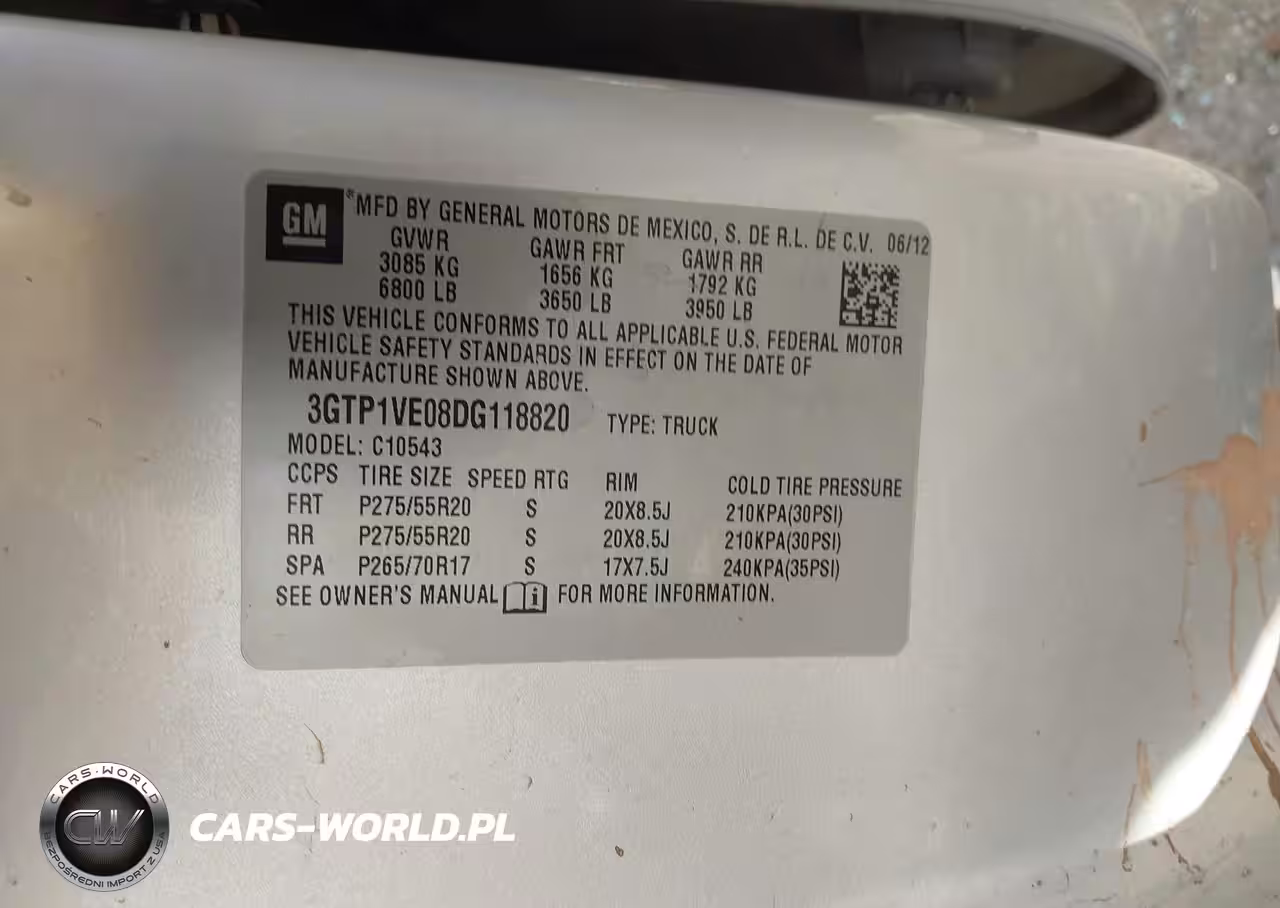 GM
®MFD BY GENERAL MOTORS DE MEXICO, S. DE R.L. DE C.V. 06/12
GVWR GAWR FRT GAWR RR
3085 KG 1656 KG 1792 KG
6800 LB 3650 LB 3950 LB
THIS VEHICLE CONFORMS TO ALL APPLICABLE U.S. FEDERAL MOTOR
VEHICLE SAFETY STANDARDS IN EFFECT ON THE DATE OF
MANUFACTURE SHOWN ABOVE.
3GTP1VE08DG118820 TYPE: TRUCK
MODEL: C10543
CCPS TIRE SIZE SPEED RTG RIM COLD TIRE PRESSURE
FRT P275/55R20 S 20X8.5J 210KPA(30PSI)
RR P275/55R20 S 20X8.5J 210KPA(30PSI)
SPA P265/70R17 S 17X7.5J 240KPA(35PSI)
SEE OWNER'S MANUAL i FOR MORE INFORMATION.
CARS-WORLD
CW
BEZPOŚREDNI IMPORT Z USA
CARS-WORLD.PL